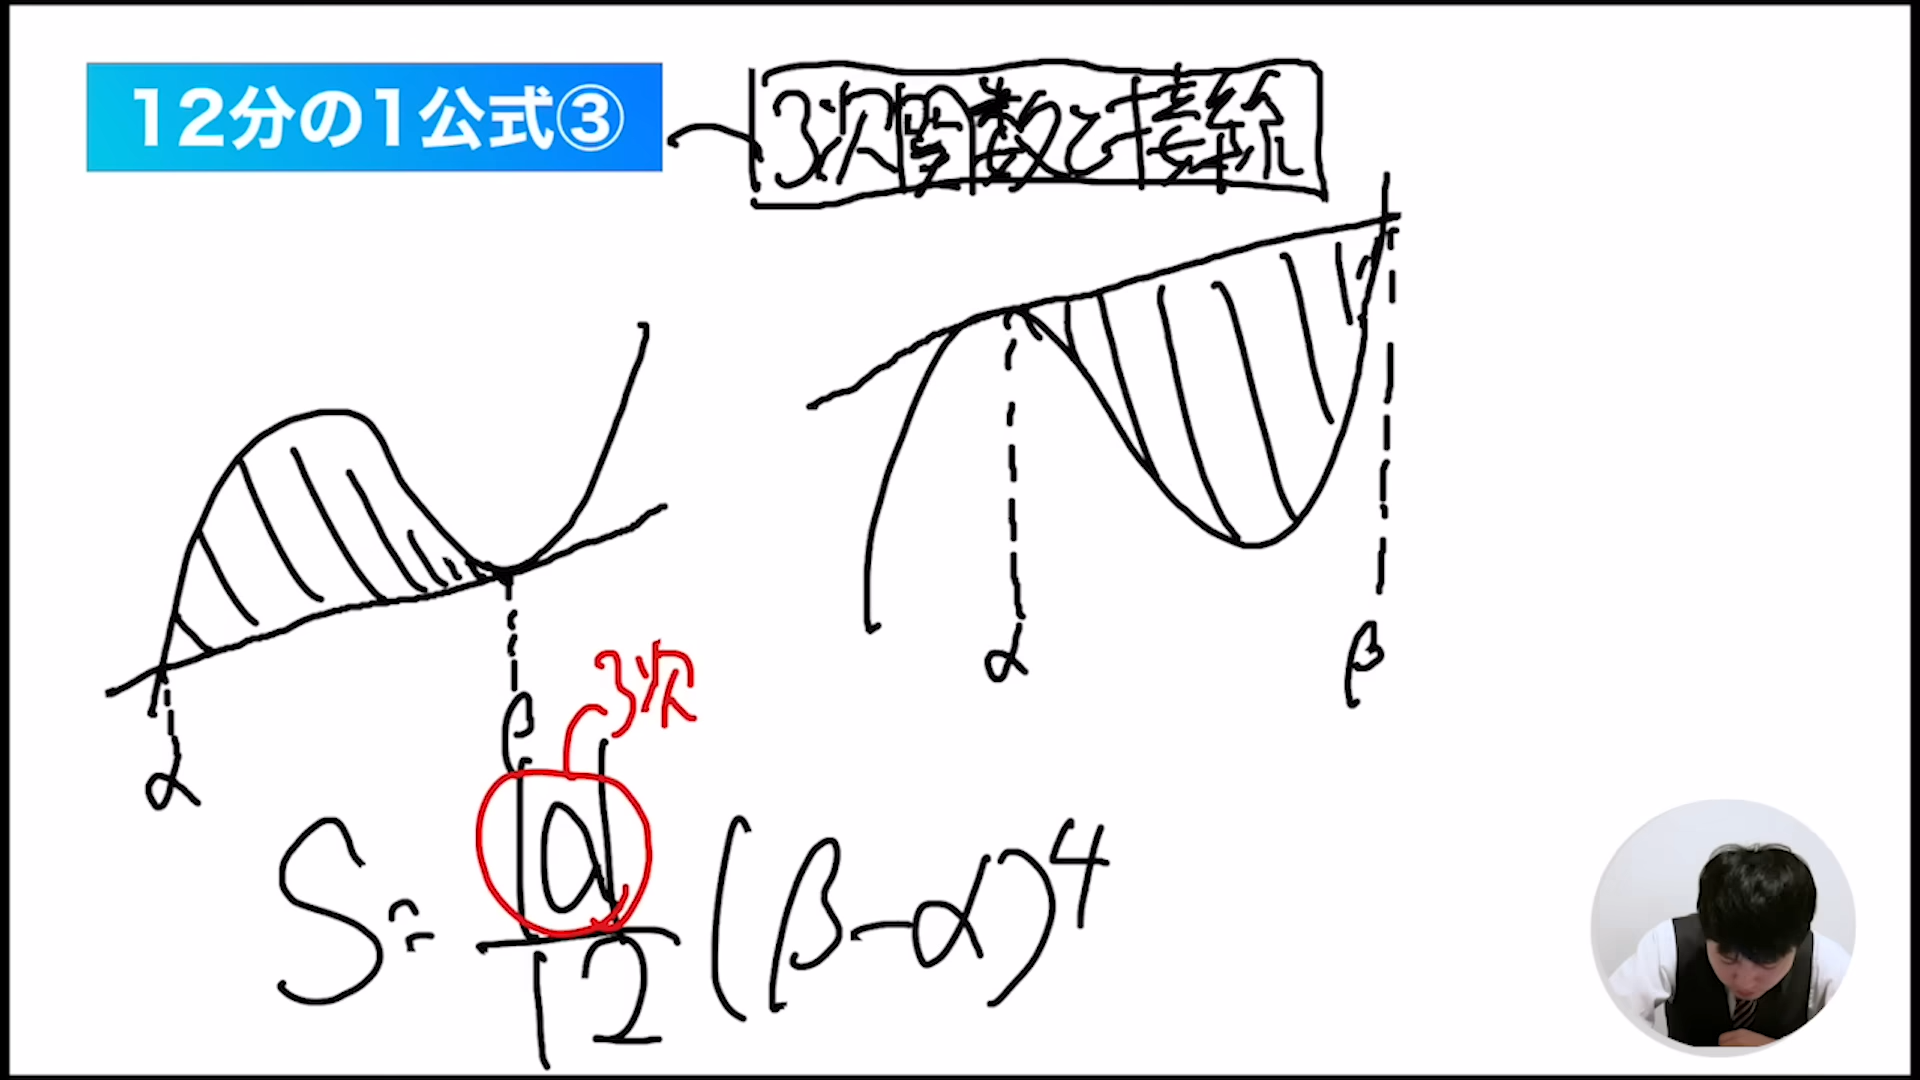 12分の1公式③
3次関数と接線
α
β
α
β
3次
S=|a|/12(β-α)^4